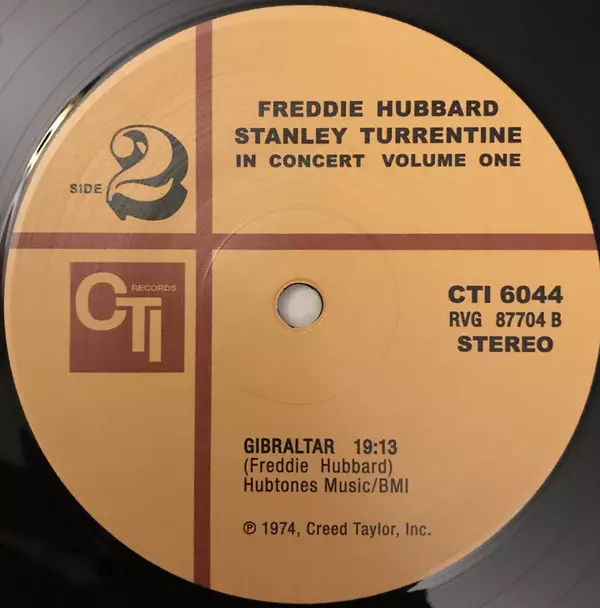 FREDDIE HUBBARD
STANLEY TURRENTINE
IN CONCERT VOLUME ONE
SIDE 2
CTI RECORDS
CTI 6044
RVG 87704 B
STEREO
GIBRALTAR 19:13
(Freddie Hubbard)
Hubtones Music/BMI
℗ 1974, Creed Taylor, Inc.